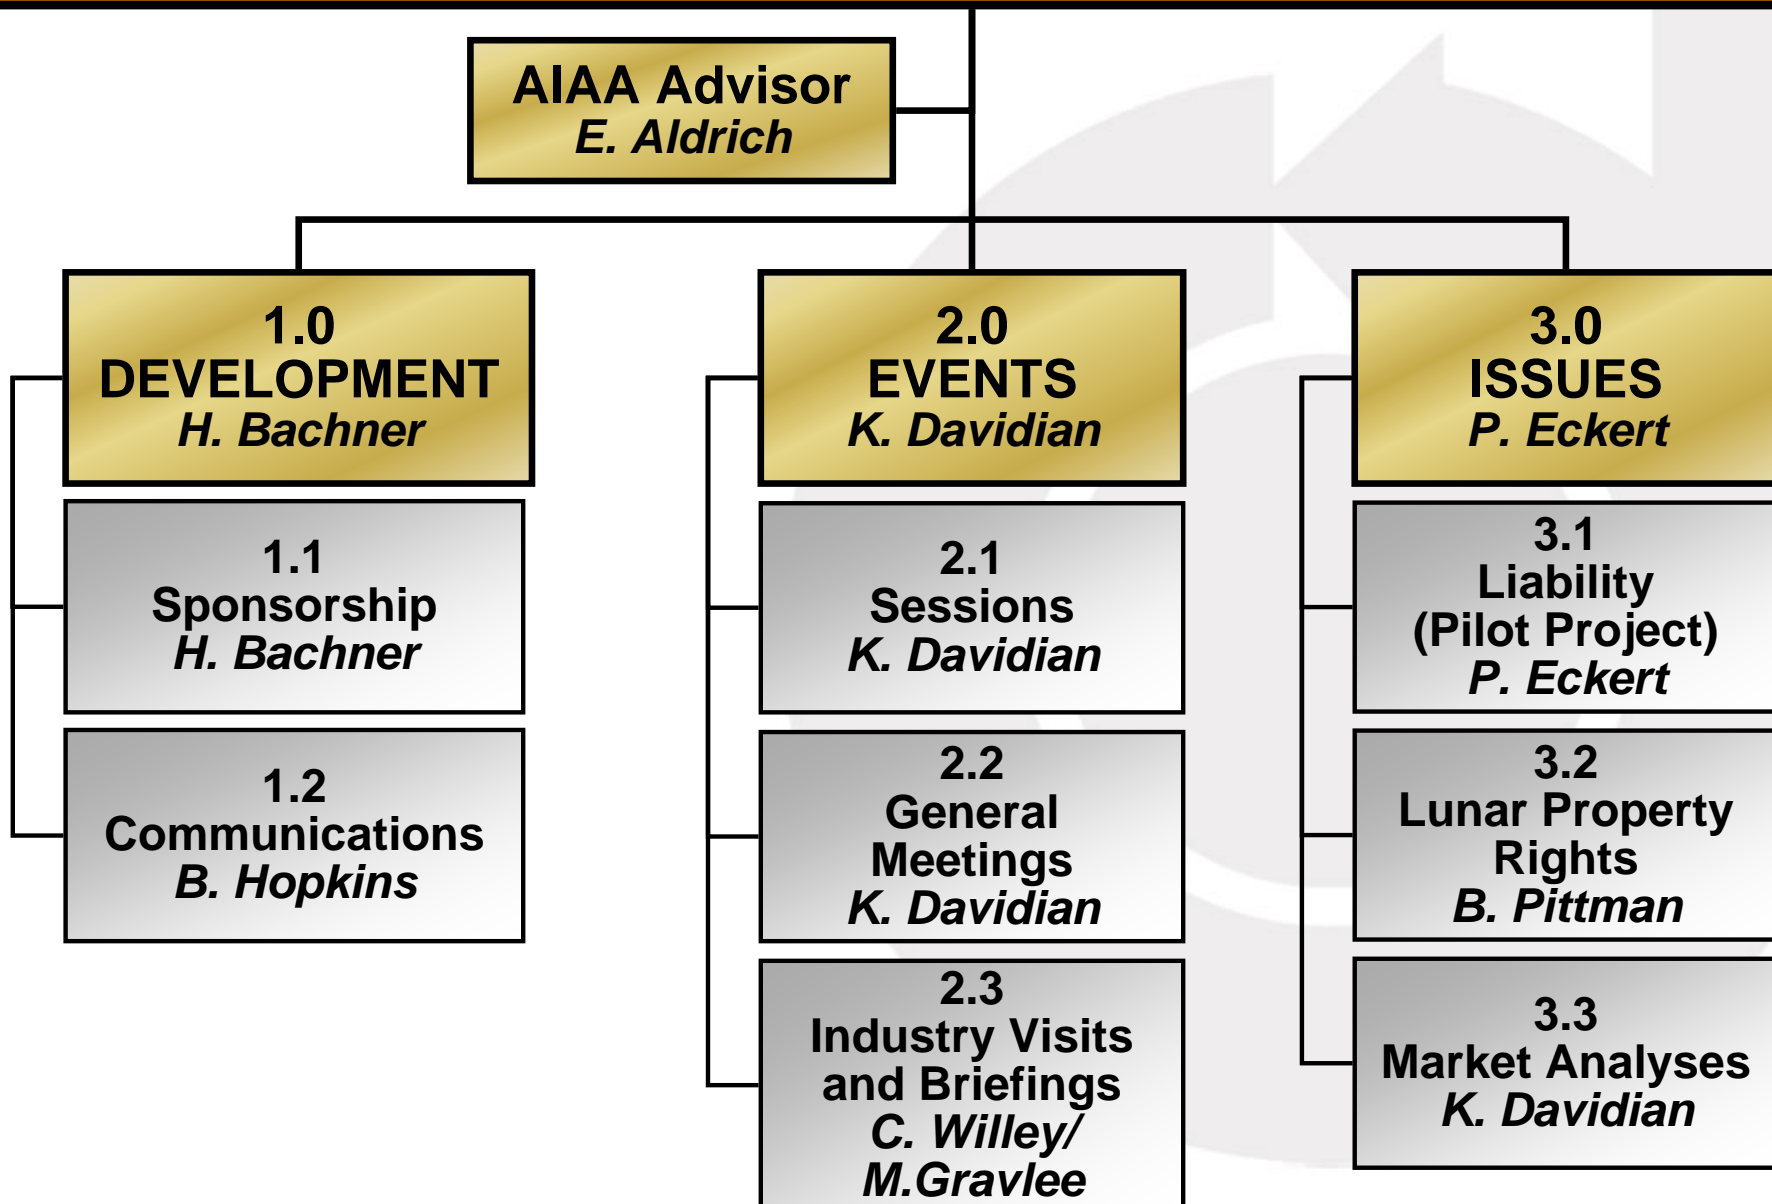 AIAA Advisor
E. Aldrich
1.0
DEVELOPMENT
H. Bachner
1.1
Sponsorship
H. Bachner
1.2
Communications
B. Hopkins
2.0
EVENTS
K. Davidian
2.1
Sessions
K. Davidian
2.2
General
Meetings
K. Davidian
2.3
Industry Visits
and Briefings
C. Willey/
M.Gravlee
3.0
ISSUES
P. Eckert
3.1
Liability
(Pilot Project)
P. Eckert
3.2
Lunar Property
Rights
B. Pittman
3.3
Market Analyses
K. Davidian